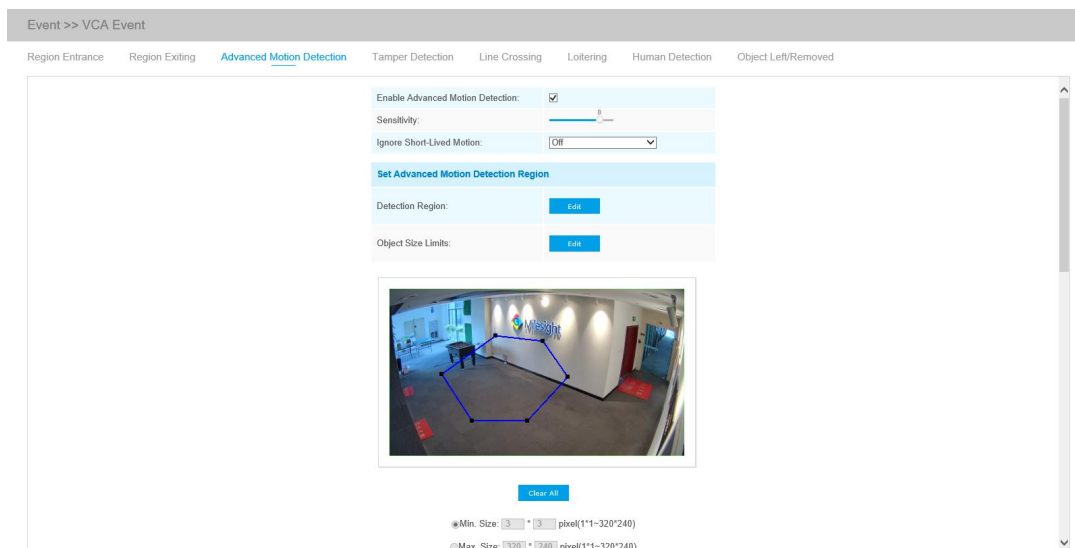 Event >> VCA Event
Region Entrance Region Exiting Advanced Motion Detection Tamper Detection Line Crossing Loitering Human Detection Object Left/Removed
Enable Advanced Motion Detection:
Sensitivity: 8
Ignore Short-Lived Motion: Off
Set Advanced Motion Detection Region
Detection Region: Edit
Object Size Limits: Edit
Milesight
Clear All
Min. Size: 3 * 3 pixel(1*1~320*240)
Max. Size: 320 * 240 pixel(1*1~320*240)